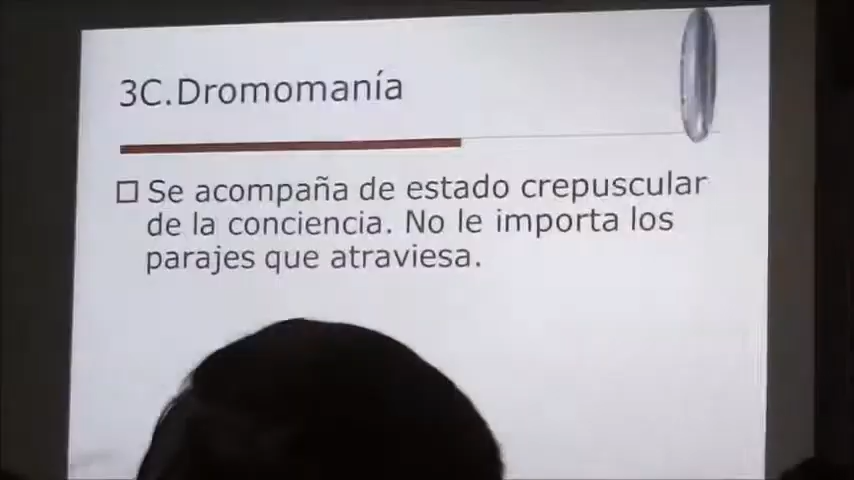 3C.Dromomanía
Se acompaña de estado crepuscular
de la conciencia. No le importa los
parajes que atraviesa.